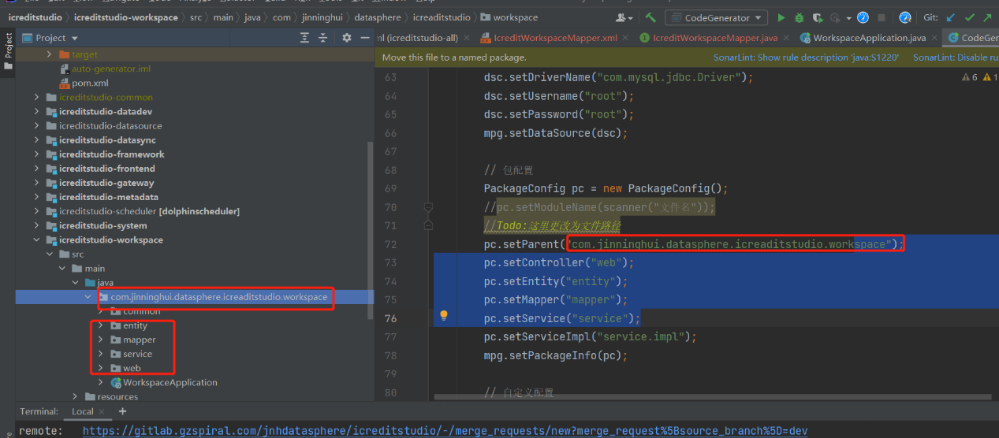 icreditstudio icreditstudio-workspace src main java com jinninghui datasphere icreaditstudio workspace CodeGenerator Git:
Project
Project
ml (icreditstudio-all) IcreditWorkspaceMapper.xml IcreditWorkspaceMapper.java WorkspaceApplication.java CodeGen
Move this file to a named package. SonarLint: Show rule description 'java:S1220' SonarLint: Disable ru
target
auto-generator.iml
pom.xml
icreditstudio-common
icreditstudio-datadev
icreditstudio-datasource
icreditstudio-datasync
icreditstudio-framework
icreditstudio-frontend
icreditstudio-gateway
icreditstudio-metadata
icreditstudio-scheduler [dolphinscheduler]
icreditstudio-system
icreditstudio-workspace
src
main
java
com.jinninghui.datasphere.icreaditstudio.workspace
common
entity
mapper
service
web
WorkspaceApplication
resources
6 1
63 dsc.setDriverName("com.mysql.jdbc.Driver");
64 dsc.setUsername("root");
65 dsc.setPassword("root");
66 mpg.setDataSource(dsc);
67
68 // 包配置
69 PackageConfig pc = new PackageConfig();
70 //pc.setModuleName(scanner("文件名"));
71 //Todo:这里更改为文件路径
72 pc.setParent("com.jinninghui.datasphere.icreaditstudio.workspace");
73 pc.setController("web");
74 pc.setEntity("entity");
75 pc.setMapper("mapper");
76 pc.setService("service");
77 pc.setServiceImpl("service.impl");
78 mpg.setPackageInfo(pc);
79
80 // 自定义配置
Terminal: Local +
remote: https://gitlab.gzspiral.com/jnhdatasphere/icreditstudio/-/merge_requests/new?merge_request%5Bsource_branch%5D=dev